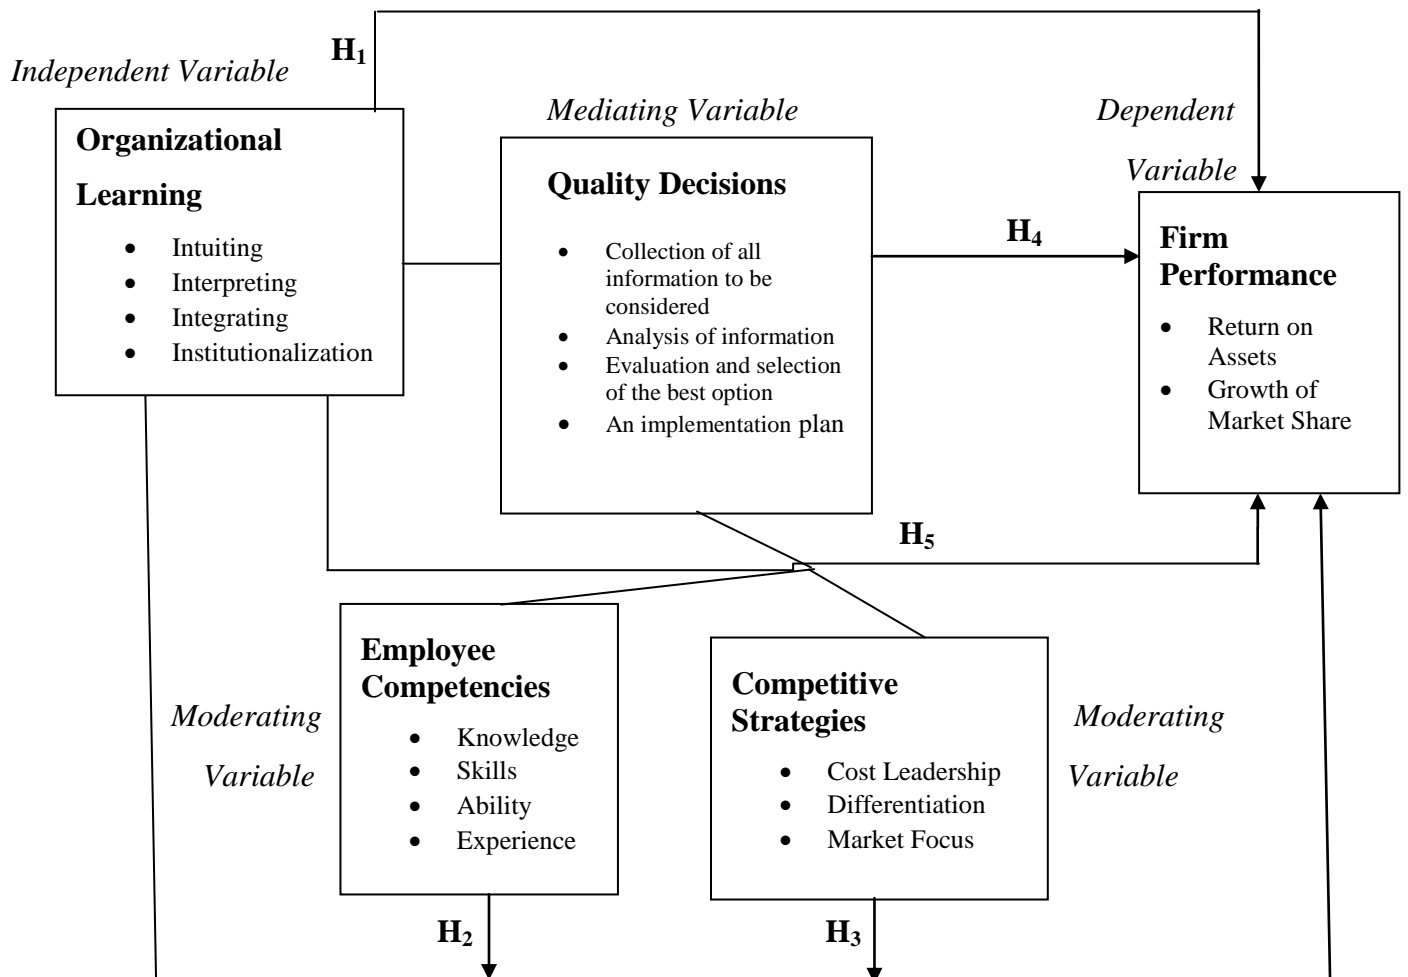 H1
Independent Variable
Organizational
Learning
• Intuiting
• Interpreting
• Integrating
• Institutionalization
Mediating Variable
Quality Decisions
• Collection of all
information to be
considered
• Analysis of information
• Evaluation and selection
of the best option
• An implementation plan
H4
Dependent
Variable
Firm
Performance
• Return on
Assets
• Growth of
Market Share
H5
Moderating
Variable
Employee
Competencies
• Knowledge
• Skills
• Ability
• Experience
H2
Competitive
Strategies
• Cost Leadership
• Differentiation
• Market Focus
H3
Moderating
Variable